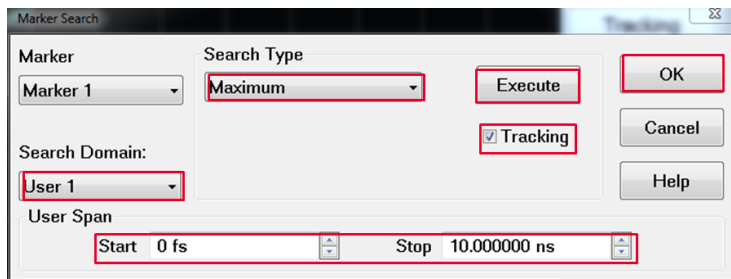 Marker Search
Tracking
Marker
Search Type
Marker 1
Maximum
Execute
OK
Tracking
Cancel
Search Domain:
User 1
Help
User Span
Start 0 fs
Stop 10.000000 ns